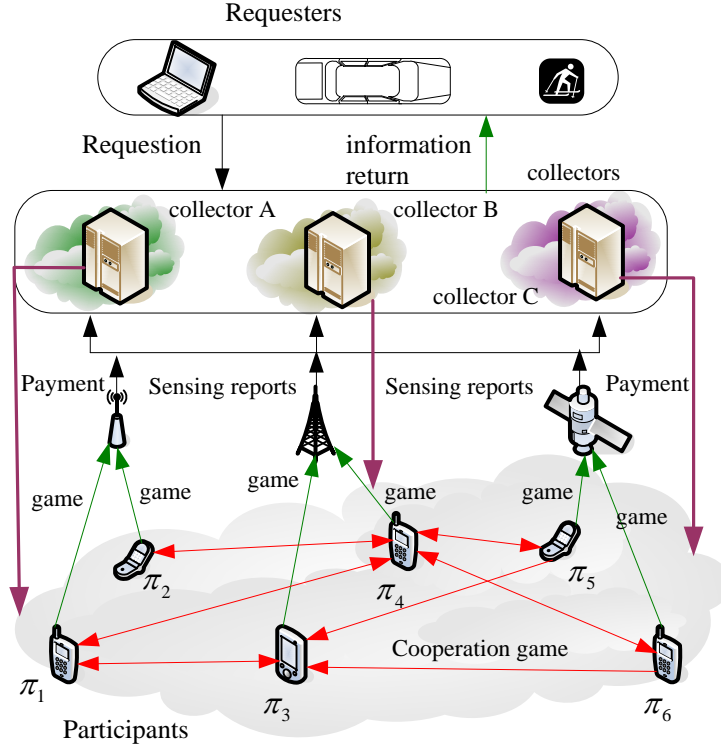 Requesters
Requestion
information
return
collectors
collector A
collector B
collector C
Payment
Sensing reports
Sensing reports
Payment
game
game
game
game
game
game
π2
π4
π5
Cooperation game
π1
π3
π6
Participants